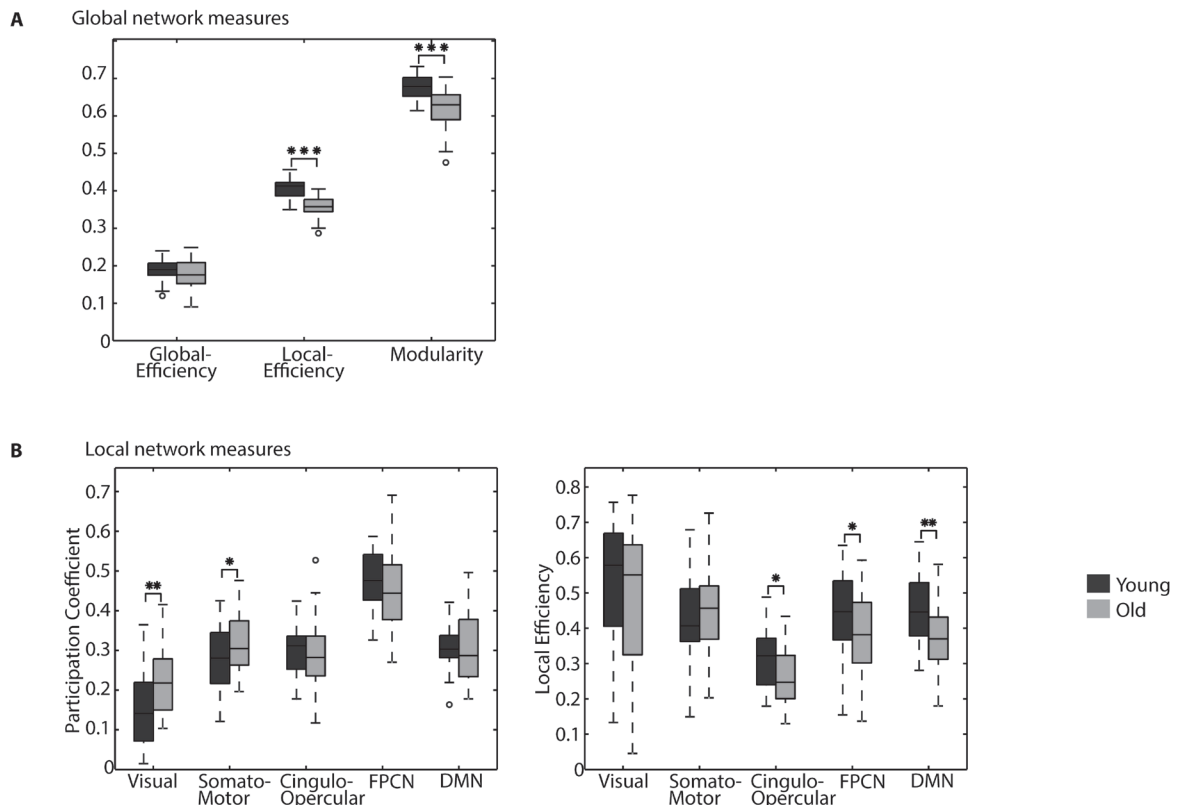 A
Global network measures
***
***
0.7
0.6
0.5
0.4
0.3
0.2
0.1
0
Global-
Efficiency
Local-
Efficiency
Modularity
B
Local network measures
Participation Coefficient
0.7
0.6
0.5
0.4
0.3
0.2
0.1
0
**
*
Visual
Somato-
Motor
Cingulo-
Opercular
FPCN
DMN
Local Efficiency
0.8
0.7
0.6
0.5
0.4
0.3
0.2
0.1
0
*
*
**
Visual
Somato-
Motor
Cingulo-
Opercular
FPCN
DMN
Young
Old